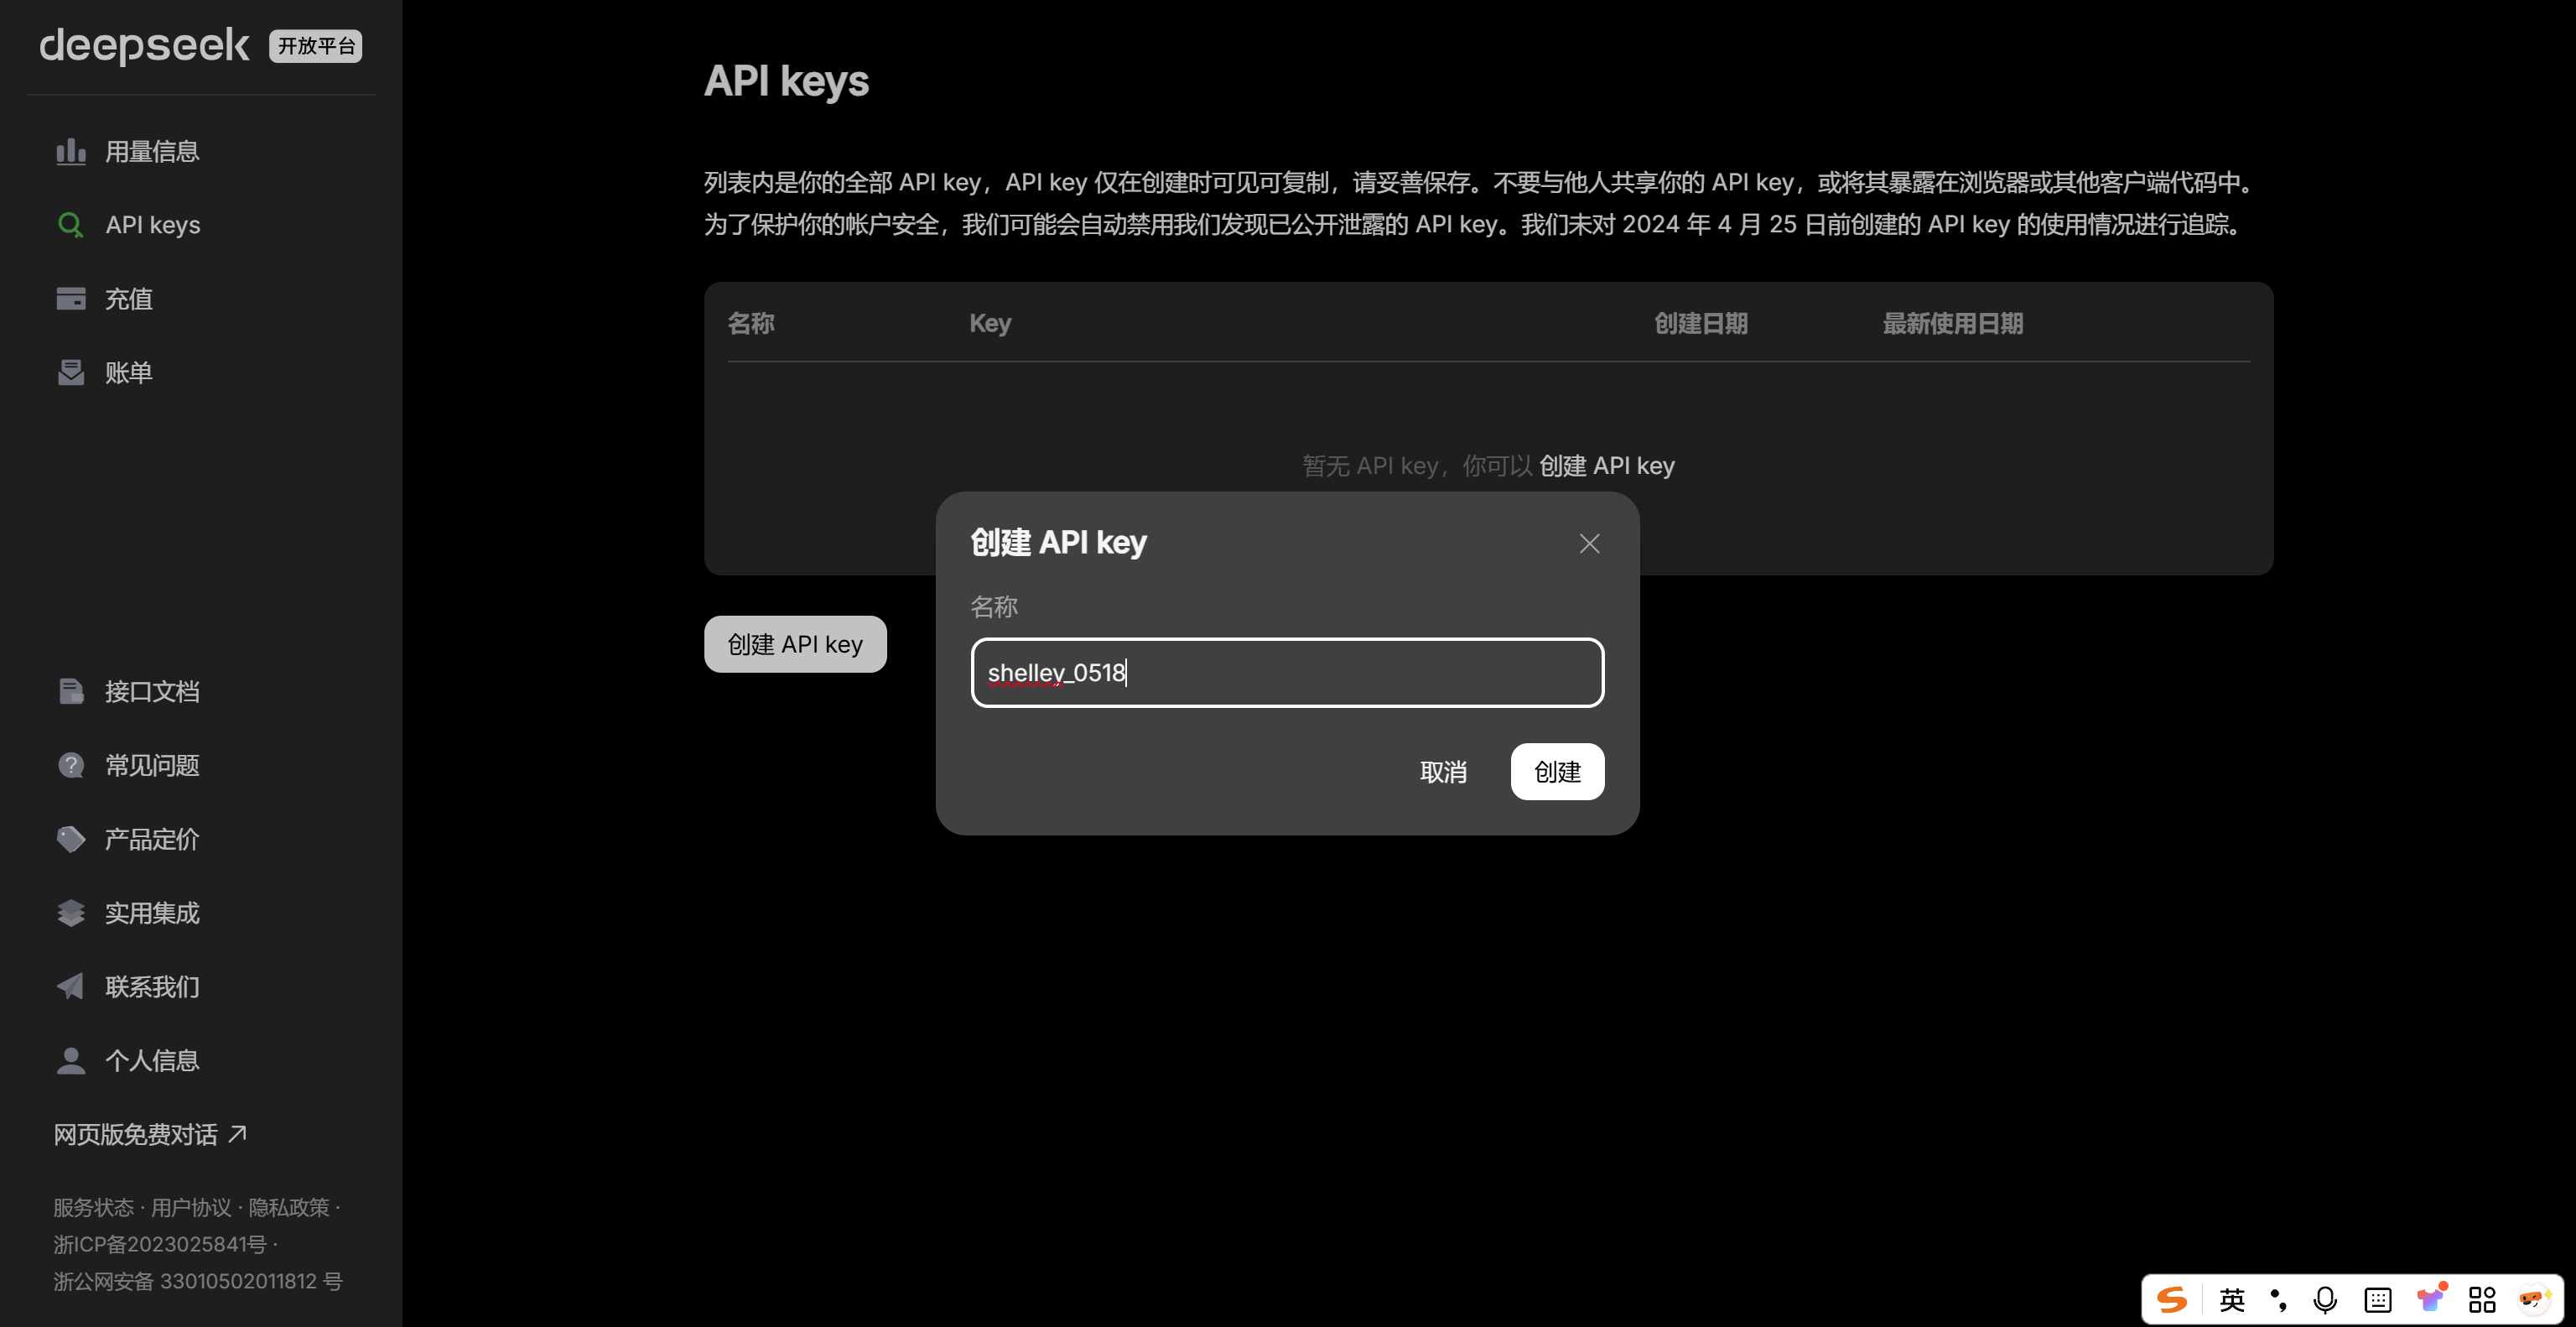 deepseek 开放平台
用量信息
API keys
充值
账单
接口文档
常见问题
产品定价
实用集成
联系我们
个人信息
网页版免费对话
服务状态 · 用户协议 · 隐私政策 ·
浙ICP备2023025841号 ·
浙公网安备 33010502011812 号
API keys
列表内是你的全部 API key，API key 仅在创建时可见可复制，请妥善保存。不要与他人共享你的 API key，或将其暴露在浏览器或其他客户端代码中。
为了保护你的帐户安全，我们可能会自动禁用我们发现已公开泄露的 API key。我们未对 2024 年 4 月 25 日前创建的 API key 的使用情况进行追踪。
名称 Key 创建日期 最新使用日期
暂无 API key，你可以 创建 API key
创建 API key
创建 API key
名称
shelley_0518
取消 创建
英